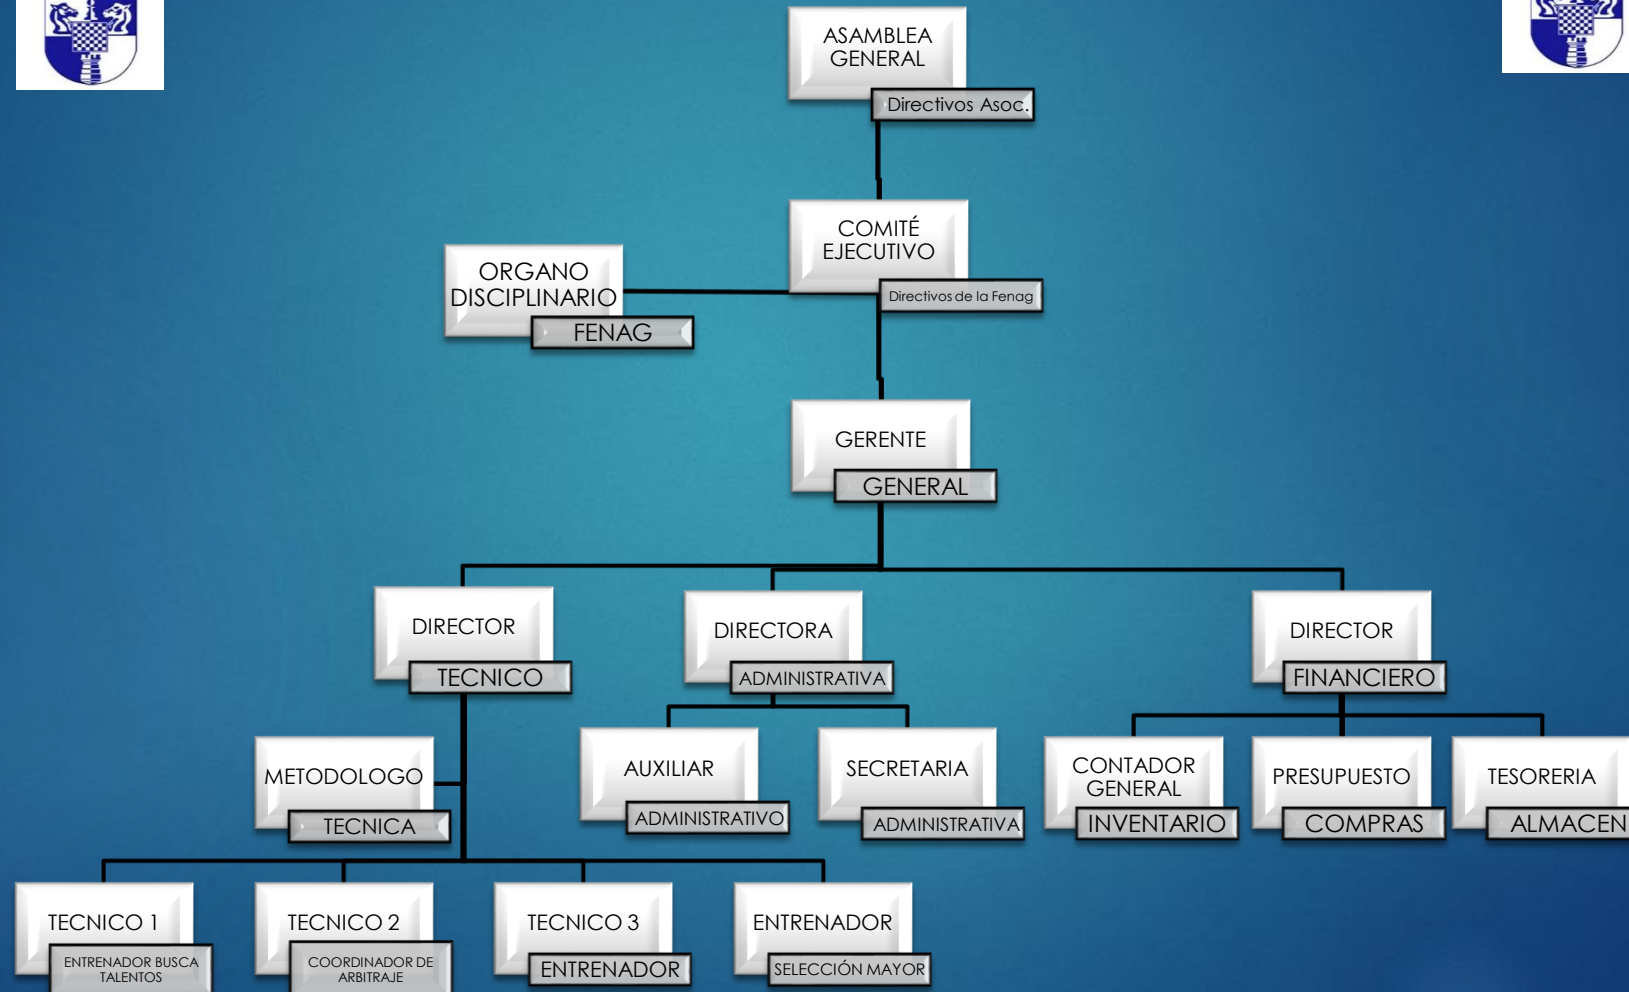 ASAMBLEA
GENERAL
Directivos Asoc.
COMITÉ
EJECUTIVO
Directivos de la Fenag
ORGANO
DISCIPLINARIO
FENAG
GERENTE
GENERAL
DIRECTOR
TECNICO
DIRECTORA
ADMINISTRATIVA
DIRECTOR
FINANCIERO
METODOLOGO
TECNICA
AUXILIAR
ADMINISTRATIVO
SECRETARIA
ADMINISTRATIVA
CONTADOR
GENERAL
INVENTARIO
PRESUPUESTO
COMPRAS
TESORERIA
ALMACEN
TECNICO 1
ENTRENADOR BUSCA
TALENTOS
TECNICO 2
COORDINADOR DE
ARBITRAJE
TECNICO 3
ENTRENADOR
ENTRENADOR
SELECCIÓN MAYOR